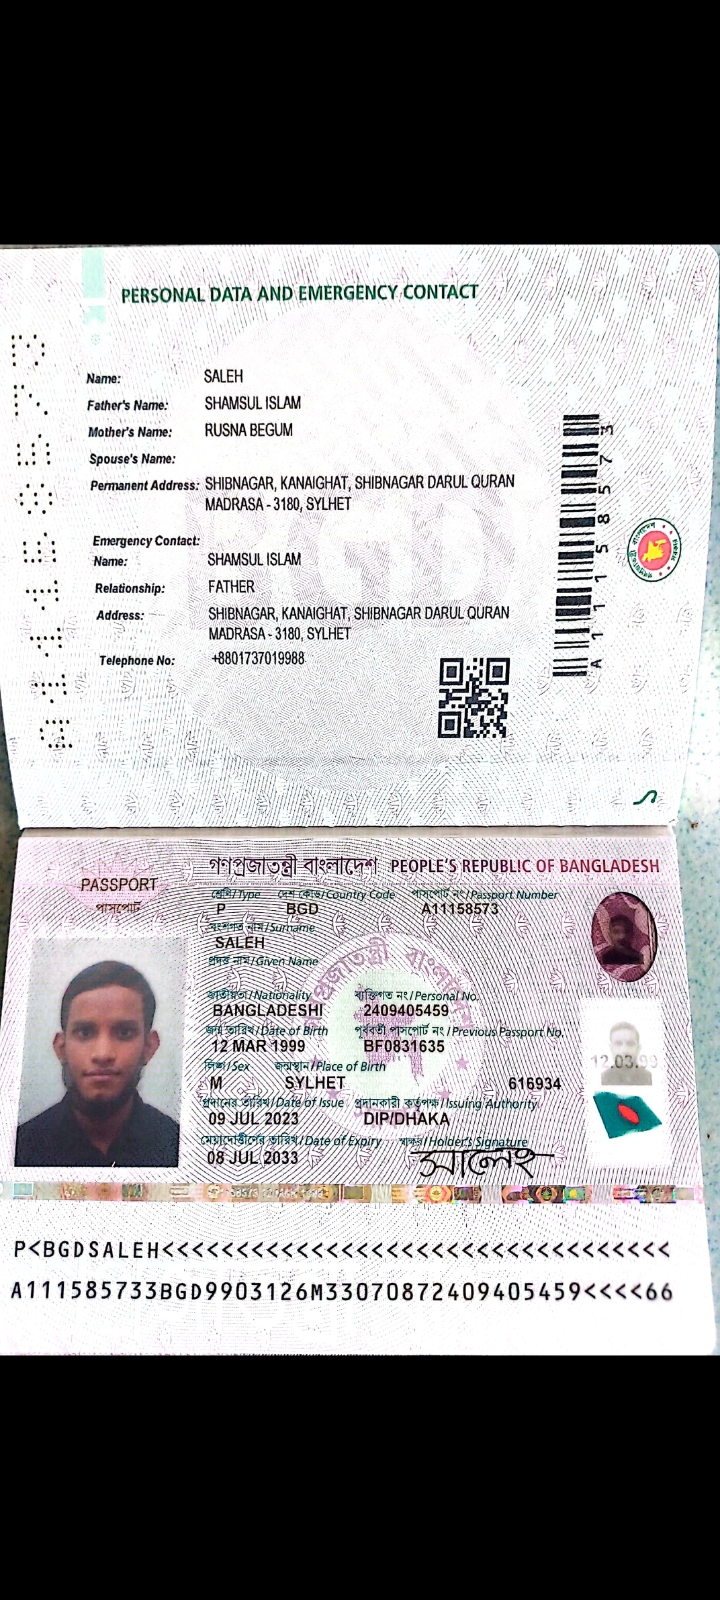 PERSONAL DATA AND EMERGENCY CONTACT
Name: SALEH
Father's Name: SHAMSUL ISLAM
Mother's Name: RUSNA BEGUM
Spouse's Name:
Permanent Address: SHIBNAGAR, KANAIGHAT, SHIBNAGAR DARUL QURAN
MADRASA - 3180, SYLHET
Emergency Contact:
Name: SHAMSUL ISLAM
Relationship: FATHER
Address: SHIBNAGAR, KANAIGHAT, SHIBNAGAR DARUL QURAN
MADRASA - 3180, SYLHET
Telephone No: +8801737019988
A11158573
PASSPORT
পাসপোর্ট
গণপ্রজাতন্ত্রী বাংলাদেশ PEOPLE'S REPUBLIC OF BANGLADESH
শ্রেণি/Type দেশ কোড/Country Code পাসপোর্ট নং/Passport Number
P BGD A11158573
বংশগত নাম/Surname
SALEH
প্রদত্ত নাম/Given Name
জাতীয়তা/Nationality ব্যক্তিগত নং/Personal No.
BANGLADESHI 2409405459
জন্ম তারিখ/Date of Birth পূর্ববর্তী পাসপোর্ট নং/Previous Passport No.
12 MAR 1999 BF0831635
লিঙ্গ/Sex জন্মস্থান/Place of Birth
M SYLHET 616934
প্রদানের তারিখ/Date of Issue প্রদানকারী কর্তৃপক্ষ/Issuing Authority
09 JUL 2023 DIP/DHAKA
মেয়াদোত্তীর্ণের তারিখ/Date of Expiry স্বাক্ষর/Holder's Signature
08 JUL 2033 সালেহ
12.03.99
P<BGDSALEH<<<<<<<<<<<<<<<<<<<<<<<<<<<<<<<<<<
A111585733BGD9903126M33070872409405459<<<<66